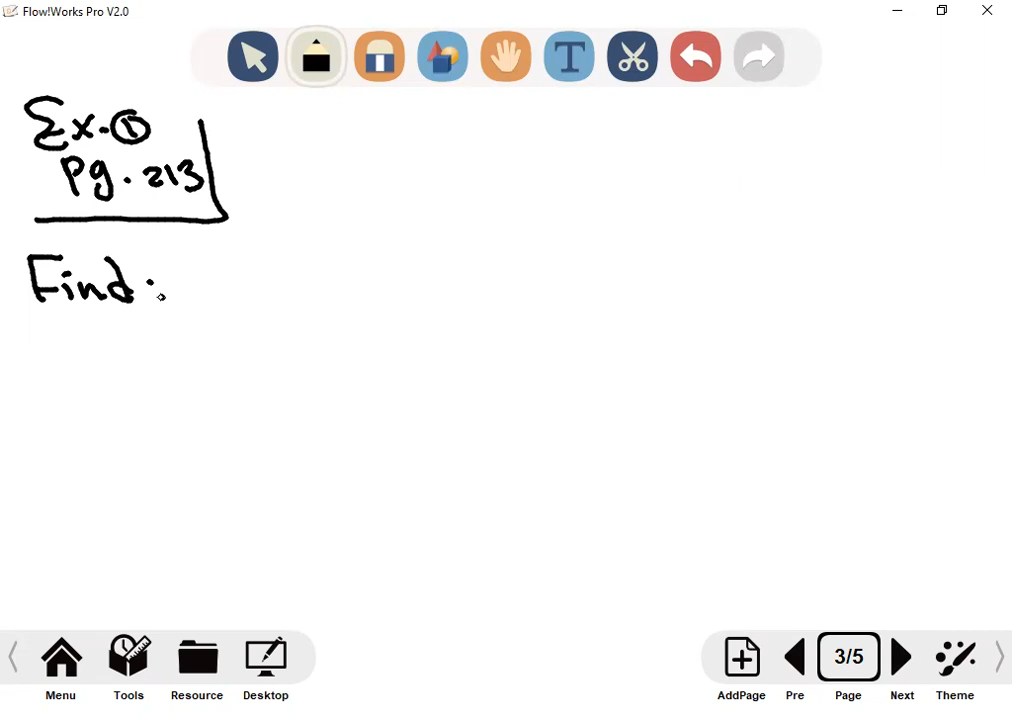 Flow!Works Pro V2.0
T
Ex-①
Pg. 213
Find:
3/5
Menu Tools Resource Desktop AddPage Pre Page Next Theme